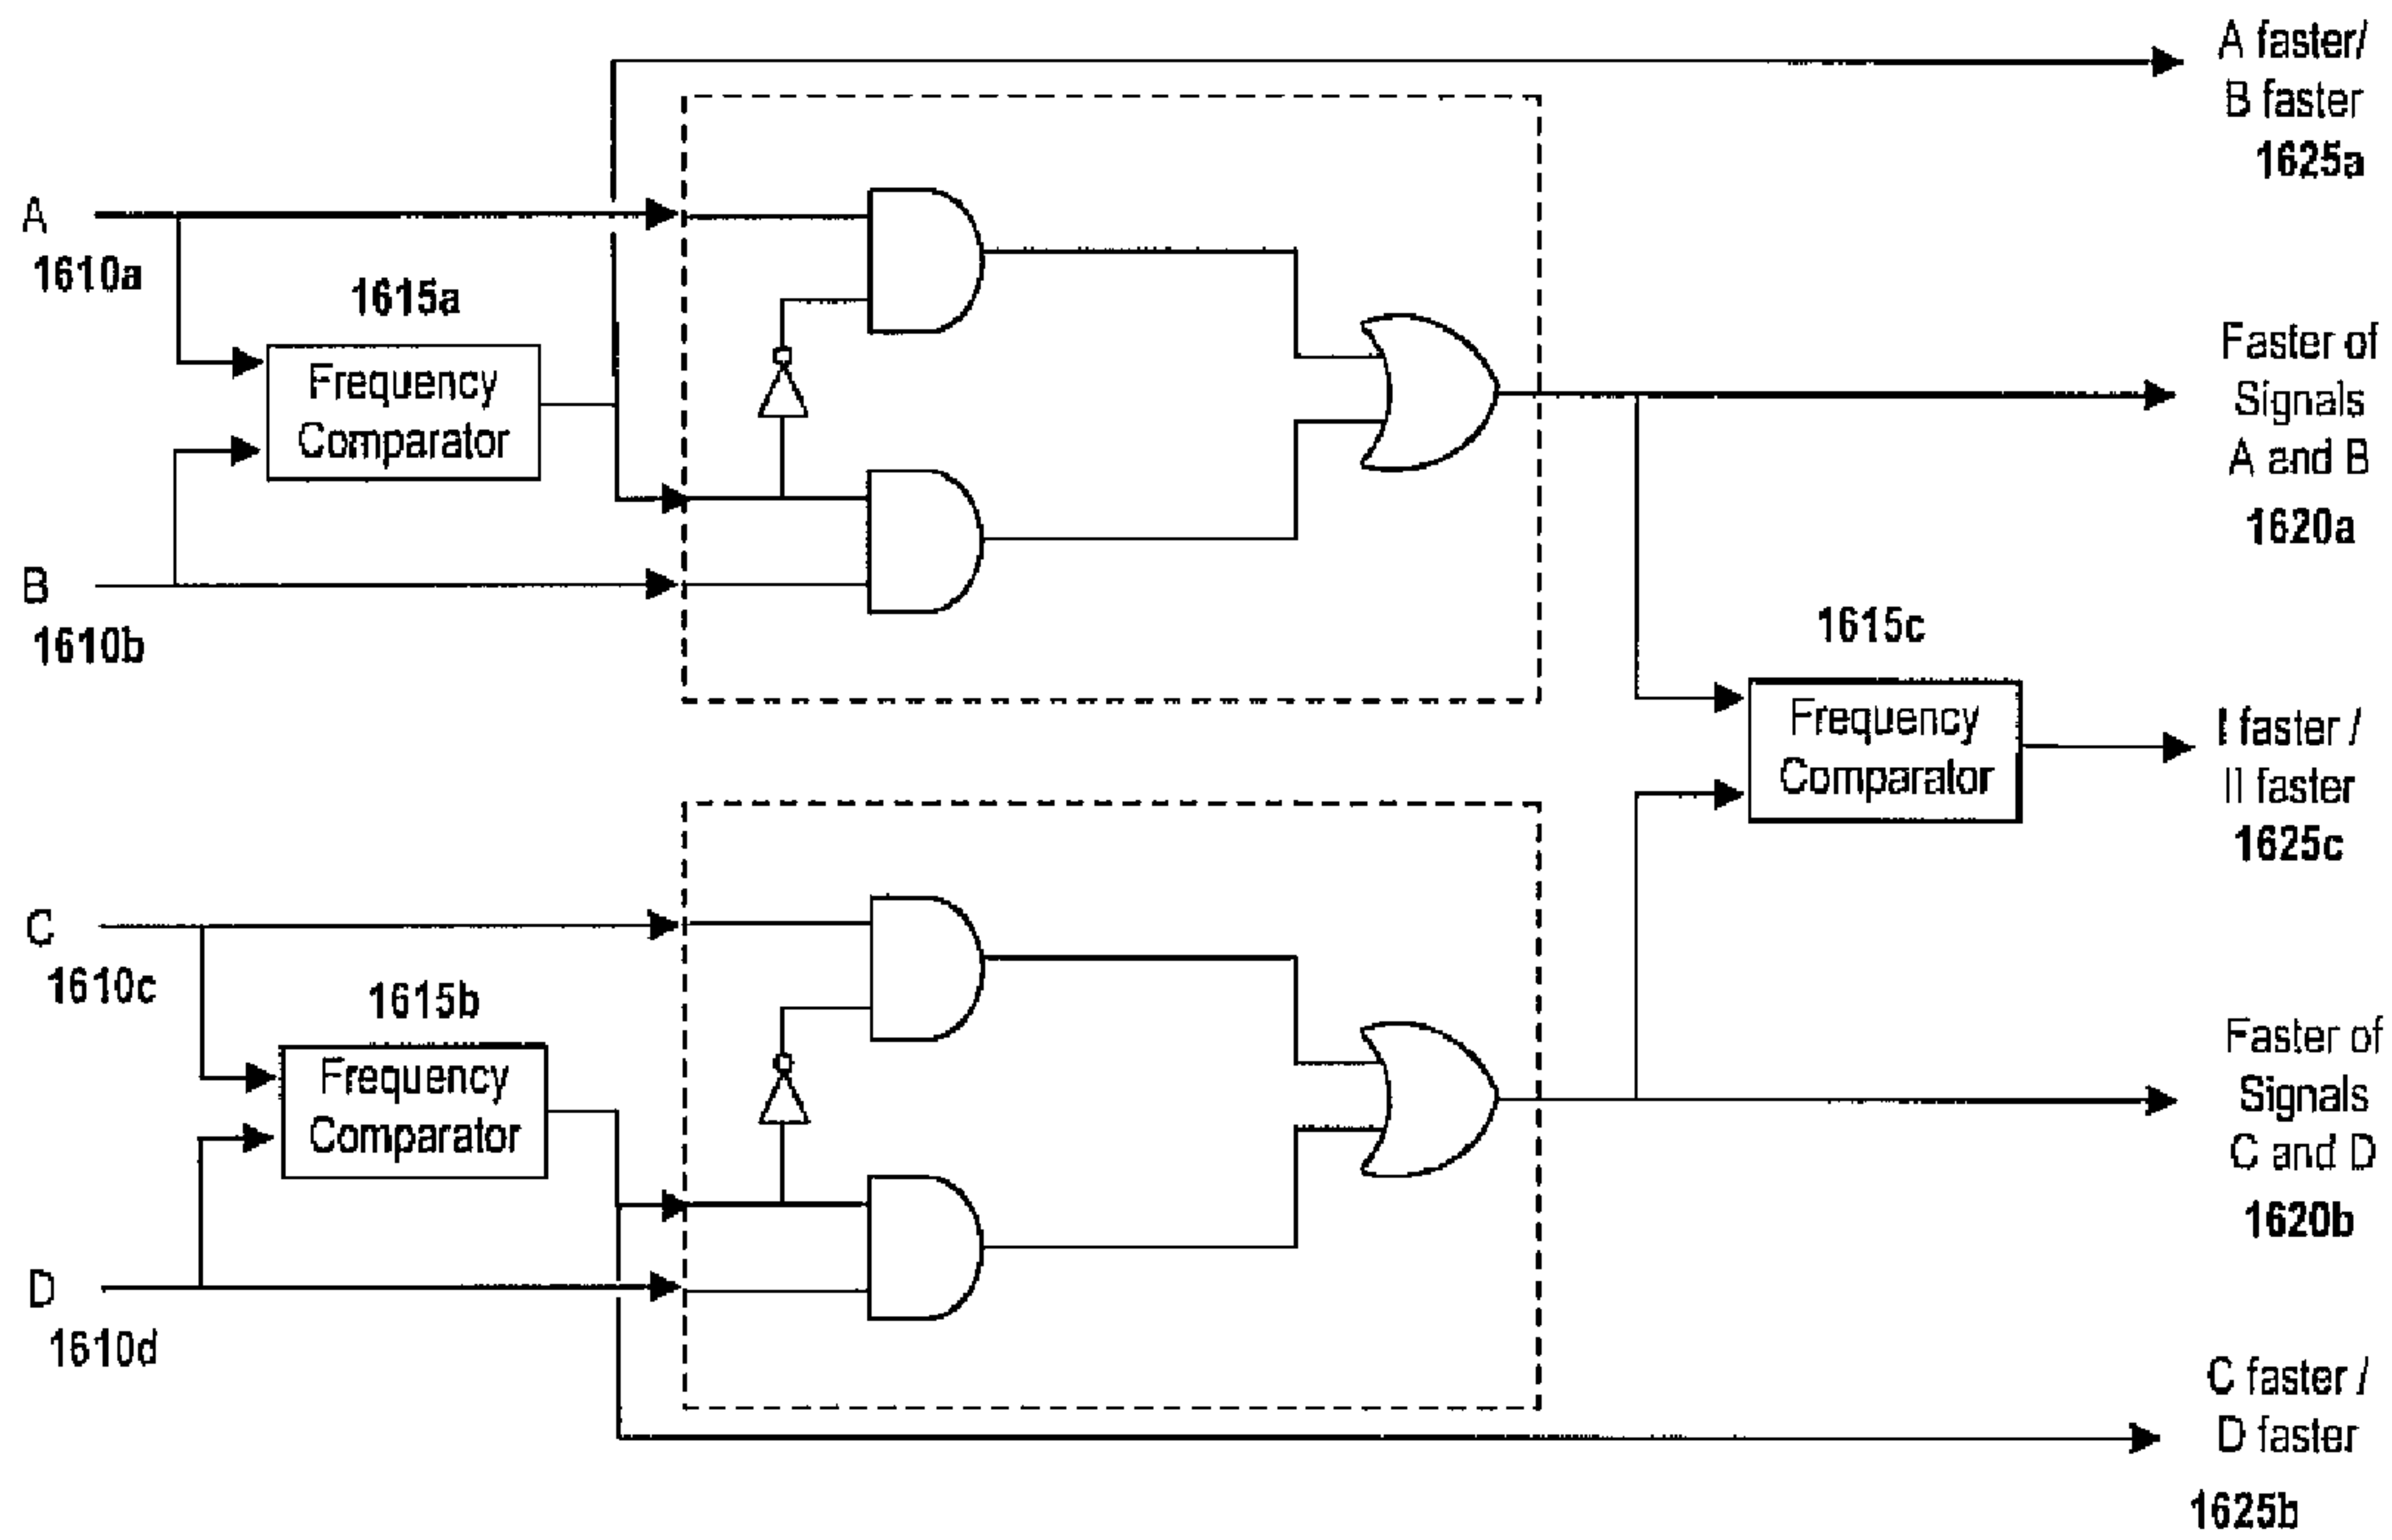 A faster/
B faster
1625a
A
1610a
1615a
Frequency
Comparator
B
1610b
Faster of
Signals
A and B
1620a
1615c
Frequency
Comparator
I faster /
II faster
1625c
C
1610c
1615b
Frequency
Comparator
D
1610d
Faster of
Signals
C and D
1620b
C faster /
D faster
1625b